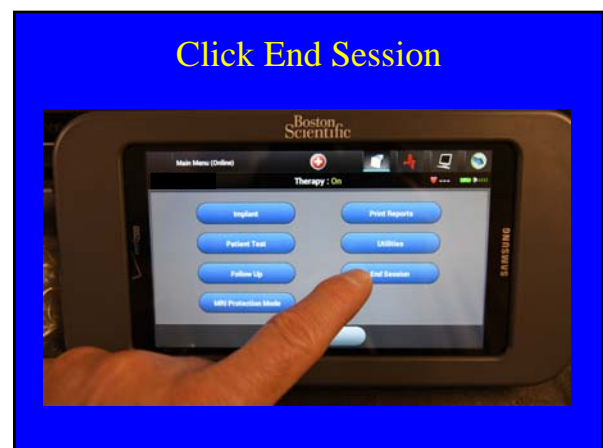 Click End Session
Boston
Scientific
Main Menu (Online)
Therapy : On
Implant
Print Reports
Patient Test
Utilities
Follow Up
End Session
MRI Protection Mode
SAMSUNG